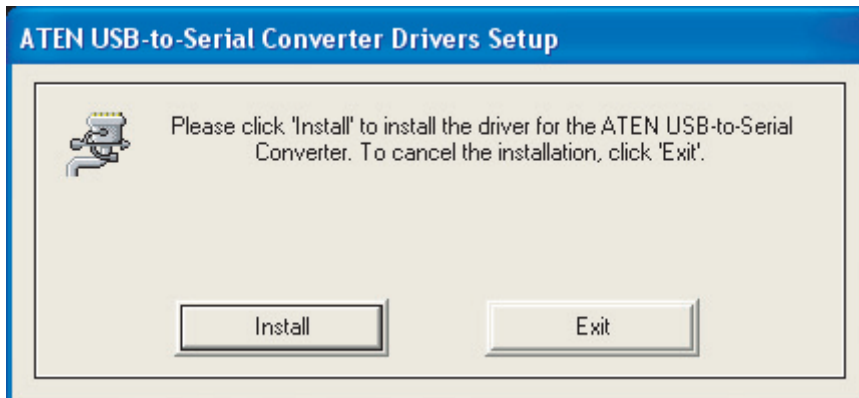 ATEN USB-to-Serial Converter Drivers Setup
Please click 'Install' to install the driver for the ATEN USB-to-Serial
Converter. To cancel the installation, click 'Exit'.
Install
Exit